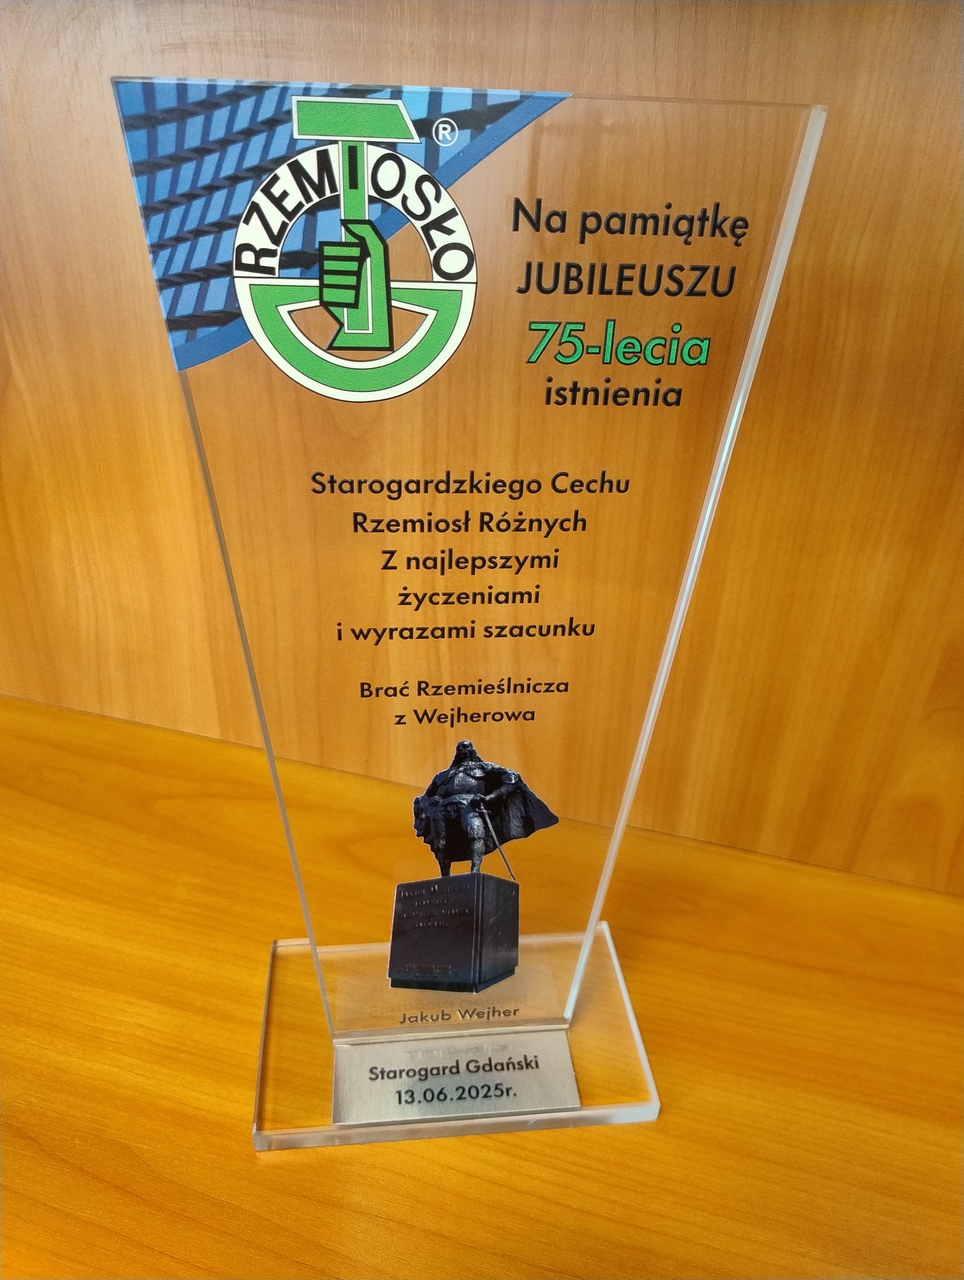 RZEMIOSŁO
®
Na pamiątkę
JUBILEUSZU
75-lecia
istnienia
Starogardzkiego Cechu
Rzemiosł Różnych
Z najlepszymi
życzeniami
i wyrazami szacunku
Brać Rzemieślnicza
z Wejherowa
Jakub Wejher
Starogard Gdański
13.06.2025r.